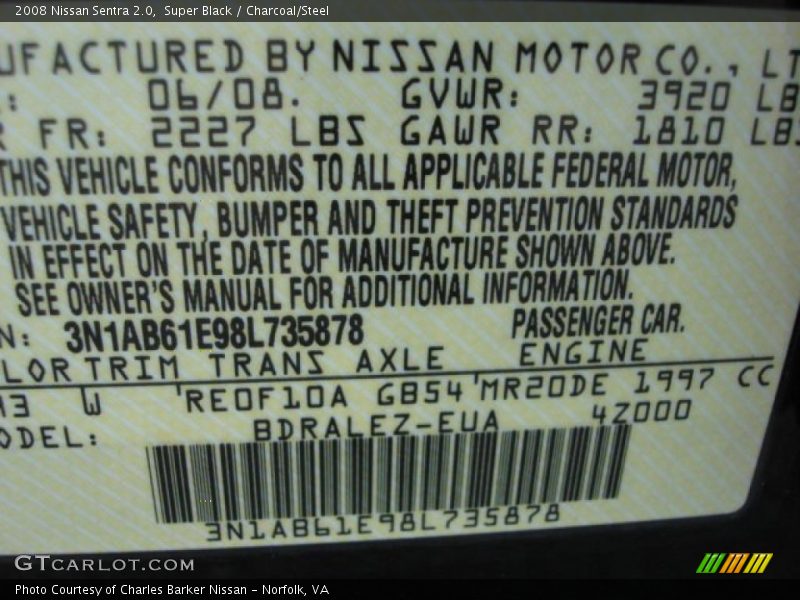 2008 Nissan Sentra 2.0,  Super Black / Charcoal/Steel
UFACTURED BY NISSAN MOTOR CO., LT
: 06/08. GVWR: 3920 LB
R FR: 2227 LBS GAWR RR: 1810 LBS
THIS VEHICLE CONFORMS TO ALL APPLICABLE FEDERAL MOTOR,
VEHICLE SAFETY, BUMPER AND THEFT PREVENTION STANDARDS
IN EFFECT ON THE DATE OF MANUFACTURE SHOWN ABOVE.
SEE OWNER'S MANUAL FOR ADDITIONAL INFORMATION.
N: 3N1AB61E98L735878 PASSENGER CAR.
LOR TRIM TRANS AXLE ENGINE
13 W 'RE0F10A GB54 'MR20DE 1997 CC
ODEL: BDRALEZ-EUA 4Z000
3N1AB61E98L735878
GTCARLOT.COM
Photo Courtesy of Charles Barker Nissan - Norfolk, VA